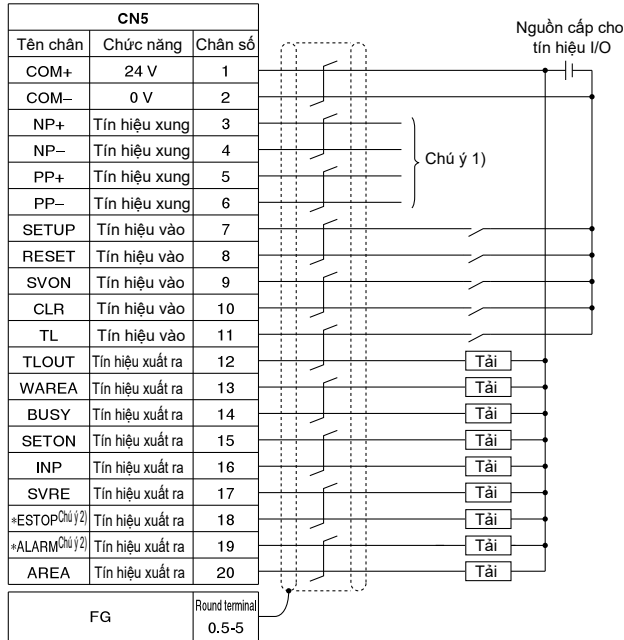 CN5
Tên chân Chức năng Chân số
COM+ 24 V 1
COM– 0 V 2
NP+ Tín hiệu xung 3
NP– Tín hiệu xung 4
PP+ Tín hiệu xung 5
PP– Tín hiệu xung 6
SETUP Tín hiệu vào 7
RESET Tín hiệu vào 8
SVON Tín hiệu vào 9
CLR Tín hiệu vào 10
TL Tín hiệu vào 11
TLOUT Tín hiệu xuất ra 12
WAREA Tín hiệu xuất ra 13
BUSY Tín hiệu xuất ra 14
SETON Tín hiệu xuất ra 15
INP Tín hiệu xuất ra 16
SVRE Tín hiệu xuất ra 17
*ESTOP Chú ý 2) Tín hiệu xuất ra 18
*ALARM Chú ý 2) Tín hiệu xuất ra 19
AREA Tín hiệu xuất ra 20
FG Round terminal
0.5-5
Nguồn cấp cho
tín hiệu I/O
Chú ý 1)
Tải
Tải
Tải
Tải
Tải
Tải
Tải
Tải
Tải